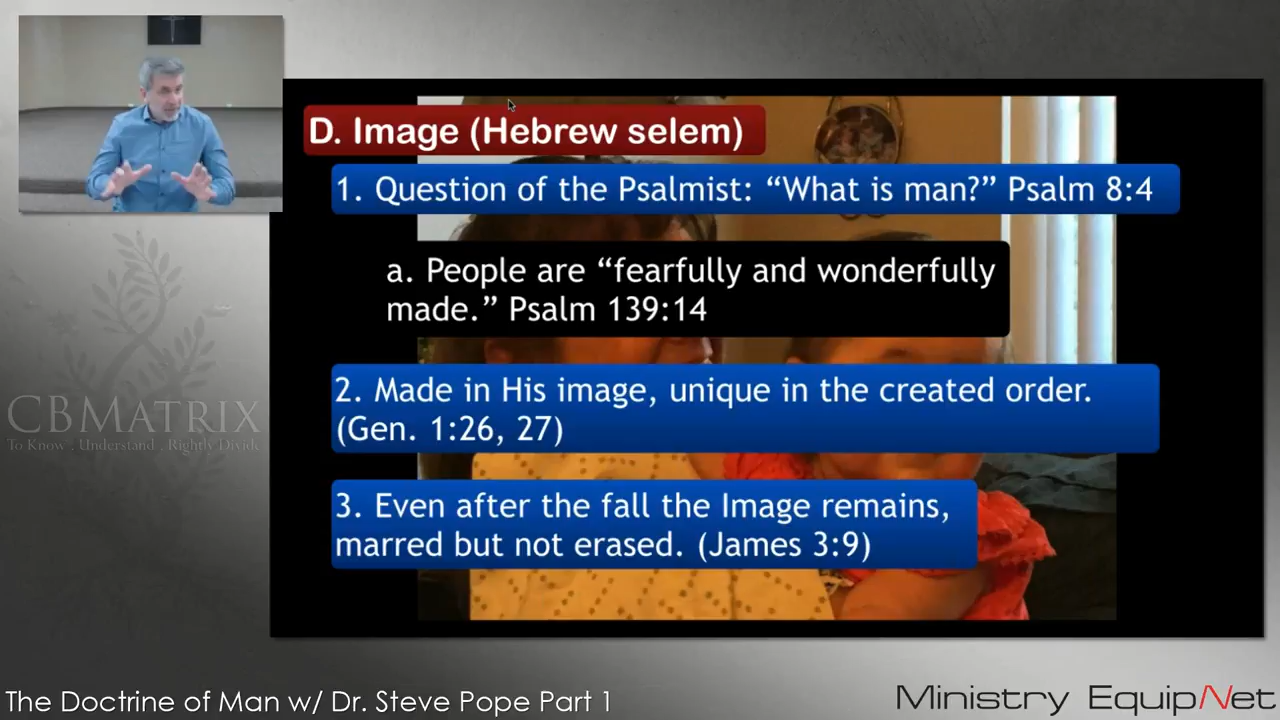 D. Image (Hebrew selem)
1. Question of the Psalmist: “What is man?” Psalm 8:4
a. People are “fearfully and wonderfully
made.” Psalm 139:14
2. Made in His image, unique in the created order.
(Gen. 1:26, 27)
3. Even after the fall the Image remains,
marred but not erased. (James 3:9)
CBMATRIX
To Know . Understand . Rightly Divide
The Doctrine of Man w/ Dr. Steve Pope Part 1
Ministry EquipNet